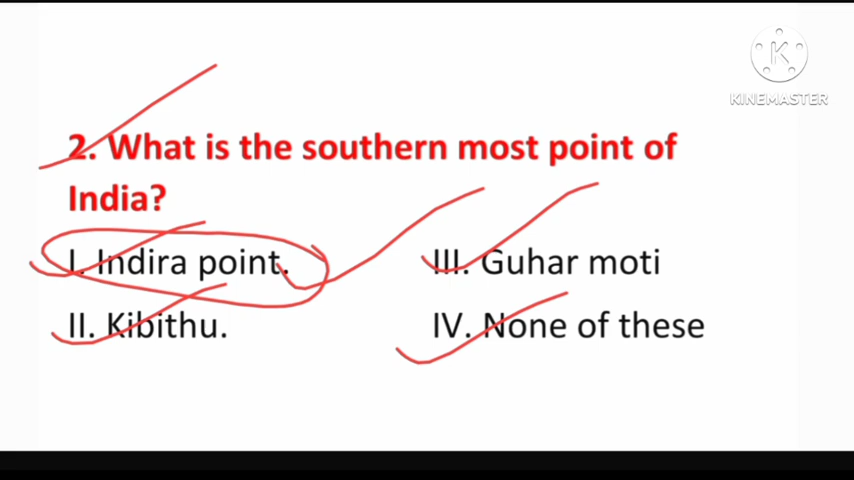 KINEMASTER
2. What is the southern most point of
India?
I. Indira point.
III. Guhar moti
II. Kibithu.
IV. None of these